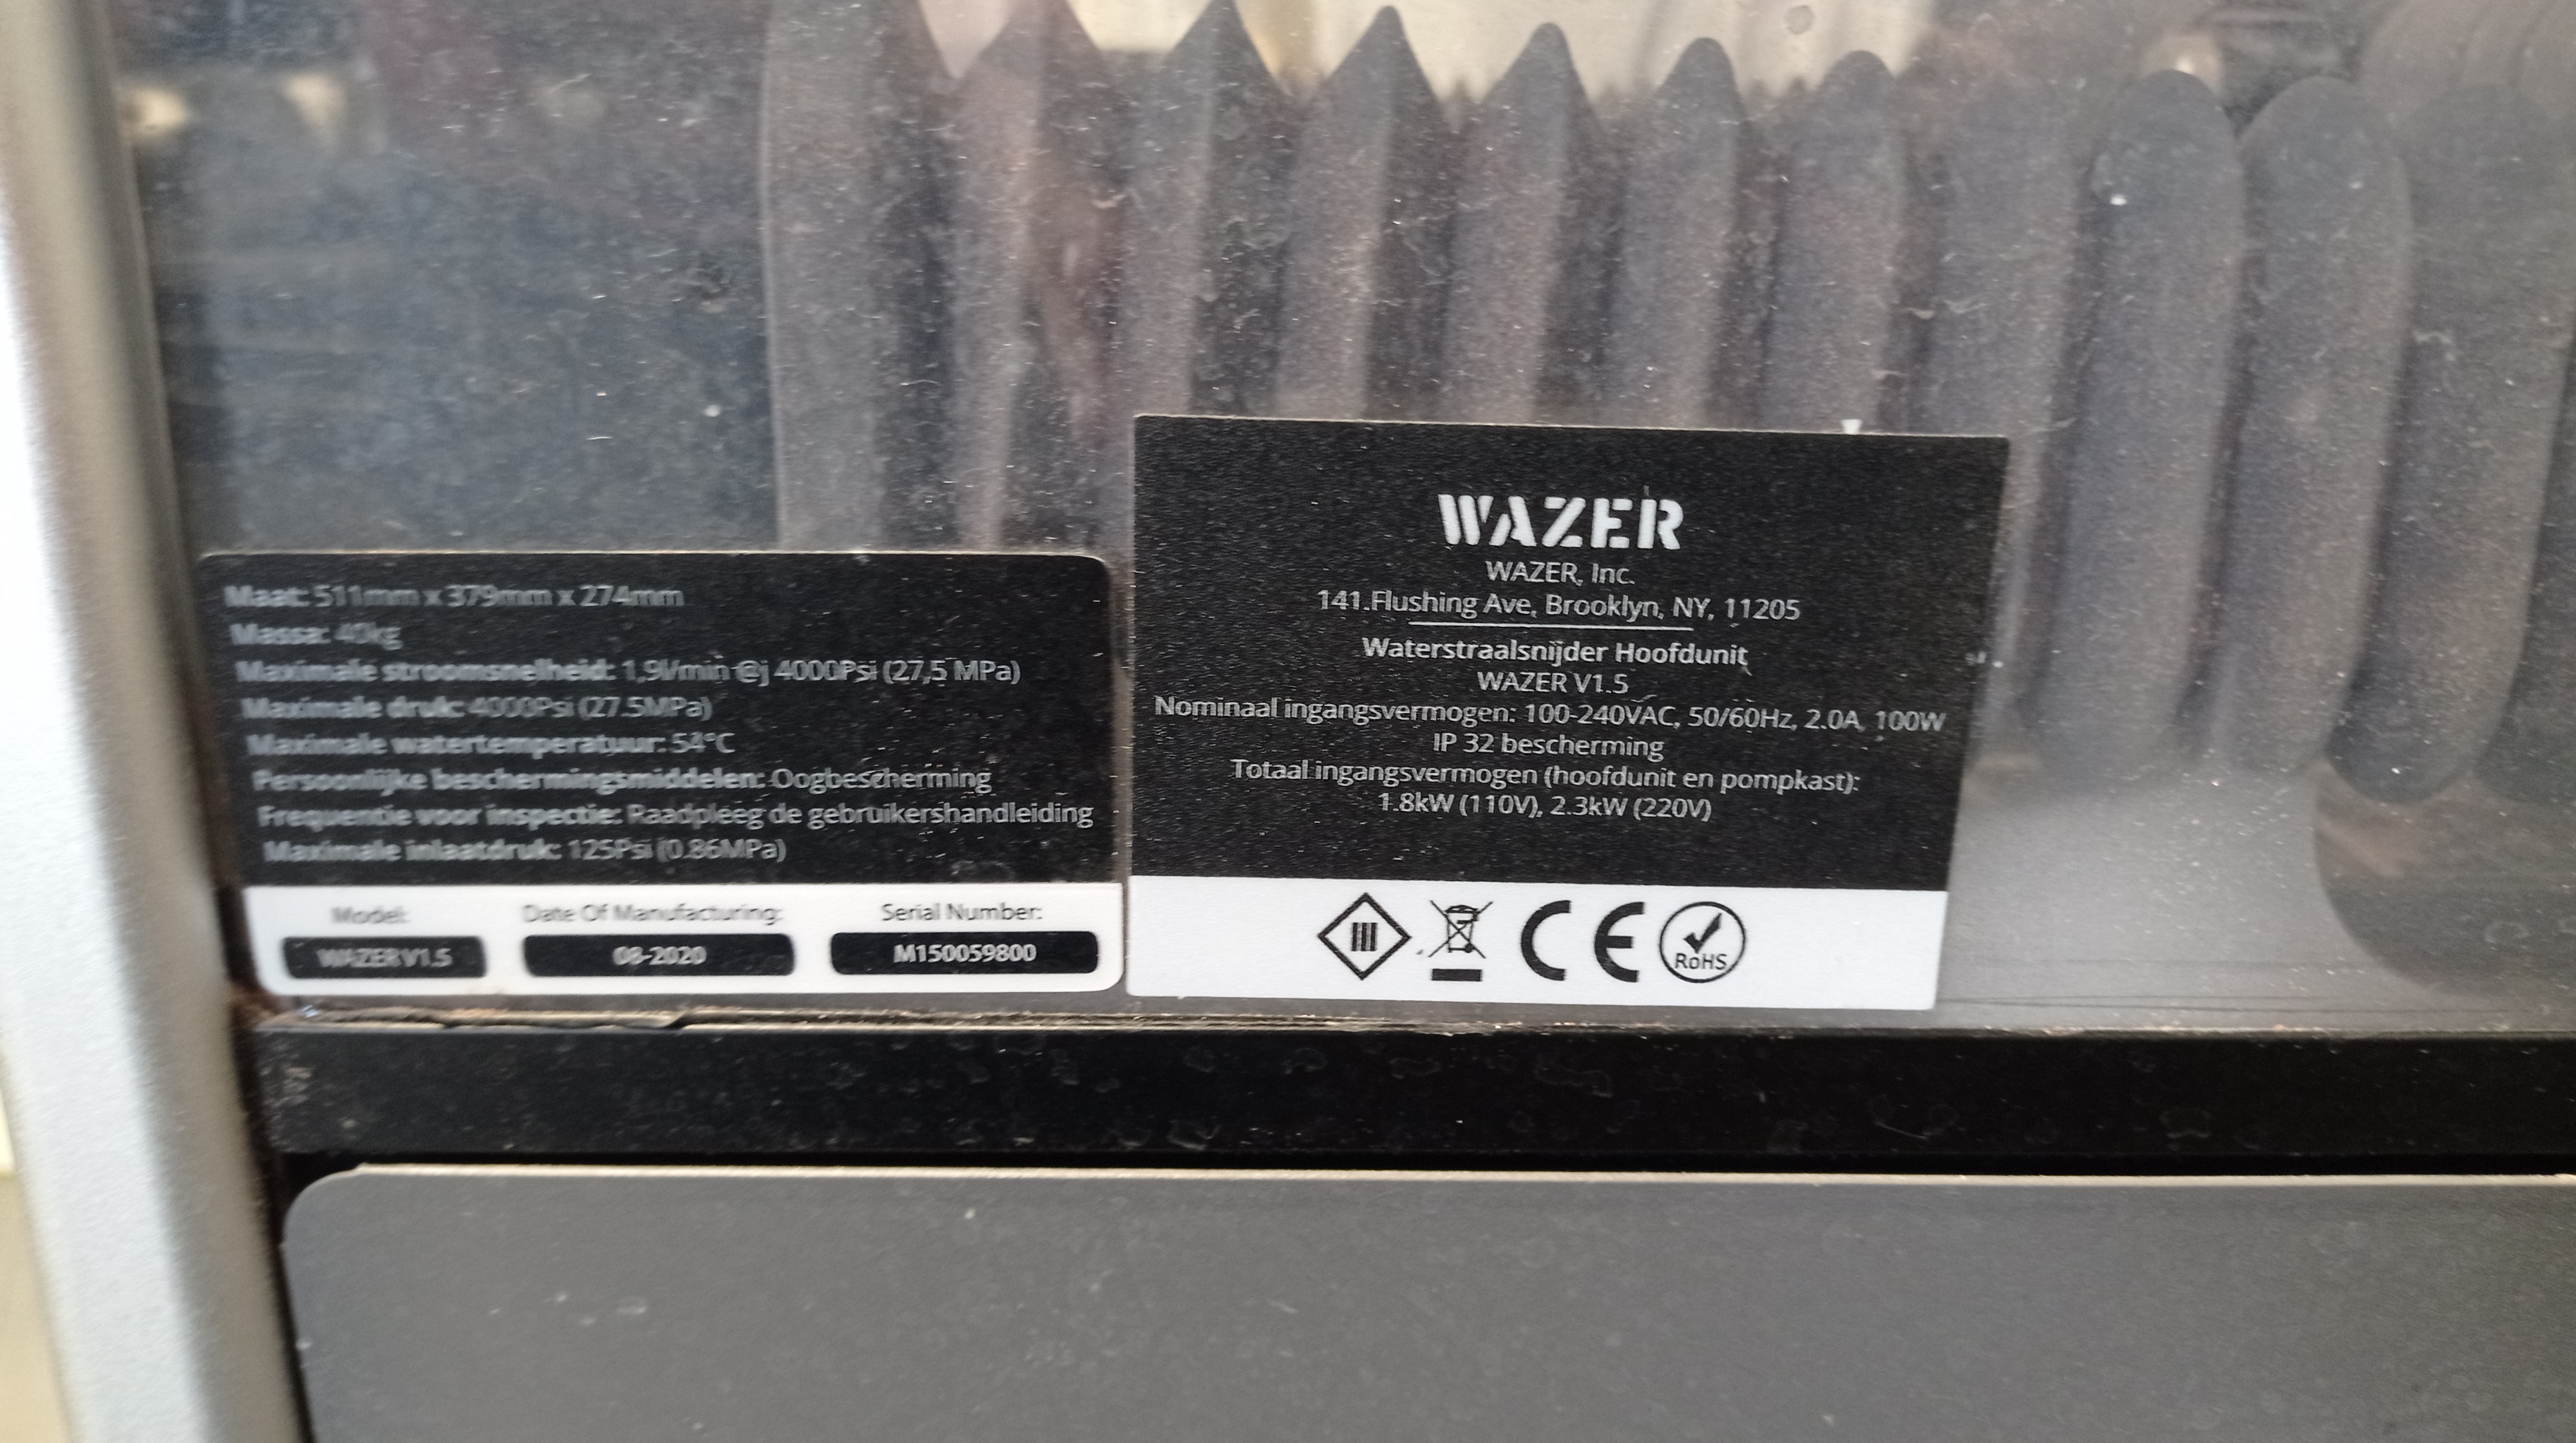 Maat: 511mm x 379mm x 274mm
Massa: 40kg
Maximale stroomsnelheid: 1,9l/min @j 4000Psi (27,5 MPa)
Maximale druk: 4000Psi (27.5MPa)
Maximale watertemperatuur: 54°C
Persoonlijke beschermingsmiddelen: Oogbescherming
Frequentie voor inspectie: Raadpleeg de gebruikershandleiding
Maximale inlaatdruk: 125Psi (0.86MPa)
Model: Date Of Manufacturing: Serial Number:
WAZER V1.5 08-2020 M150059800
WAZER
WAZER, Inc.
141.Flushing Ave, Brooklyn, NY, 11205
Waterstraalsnijder Hoofdunit
WAZER V1.5
Nominaal ingangsvermogen: 100-240VAC, 50/60Hz, 2.0A, 100W
IP 32 bescherming
Totaal ingangsvermogen (hoofdunit en pompkast):
1.8kW (110V), 2.3kW (220V)
CE RoHS